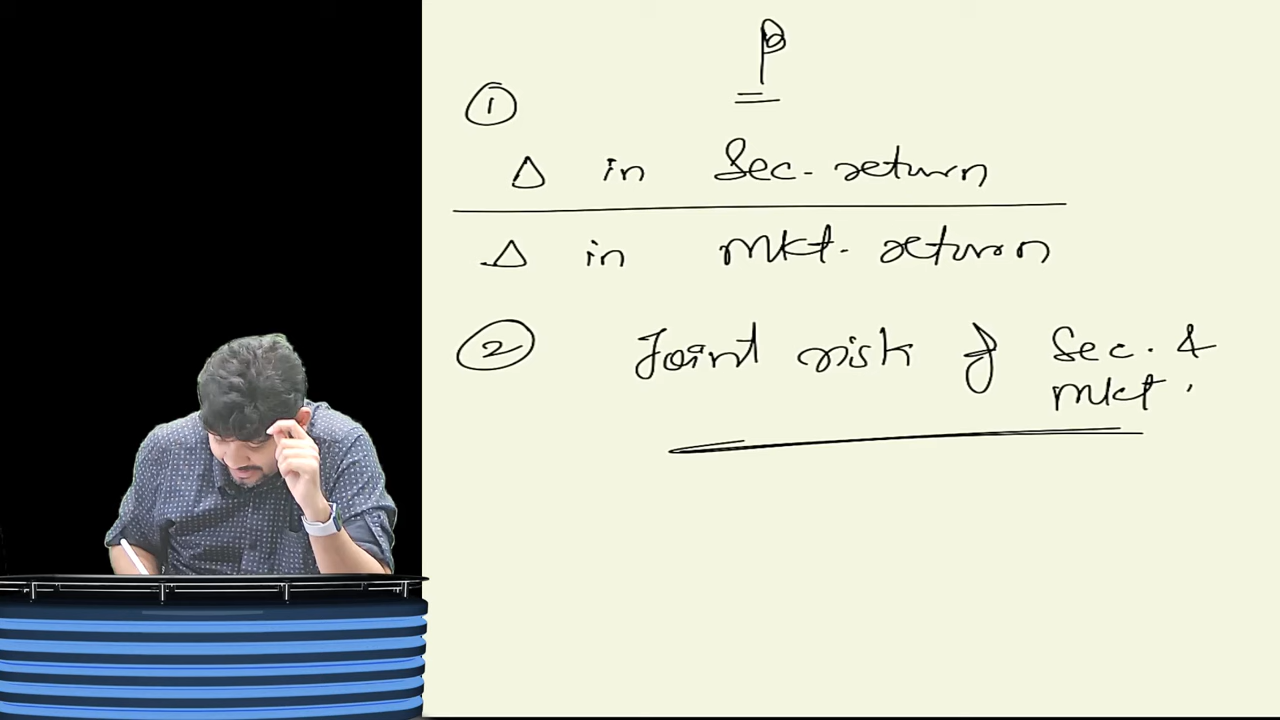 β
①
Δ in Sec. return
Δ in mkt. return
② Joint risk of Sec. &
mkt.